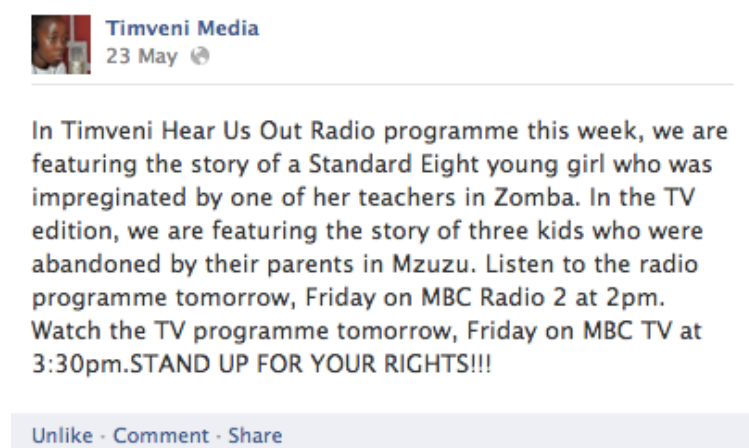 Timveni Media
23 May
In Timveni Hear Us Out Radio programme this week, we are
featuring the story of a Standard Eight young girl who was
impreginated by one of her teachers in Zomba. In the TV
edition, we are featuring the story of three kids who were
abandoned by their parents in Mzuzu. Listen to the radio
programme tomorrow, Friday on MBC Radio 2 at 2pm.
Watch the TV programme tomorrow, Friday on MBC TV at
3:30pm.STAND UP FOR YOUR RIGHTS!!!
Unlike · Comment · Share